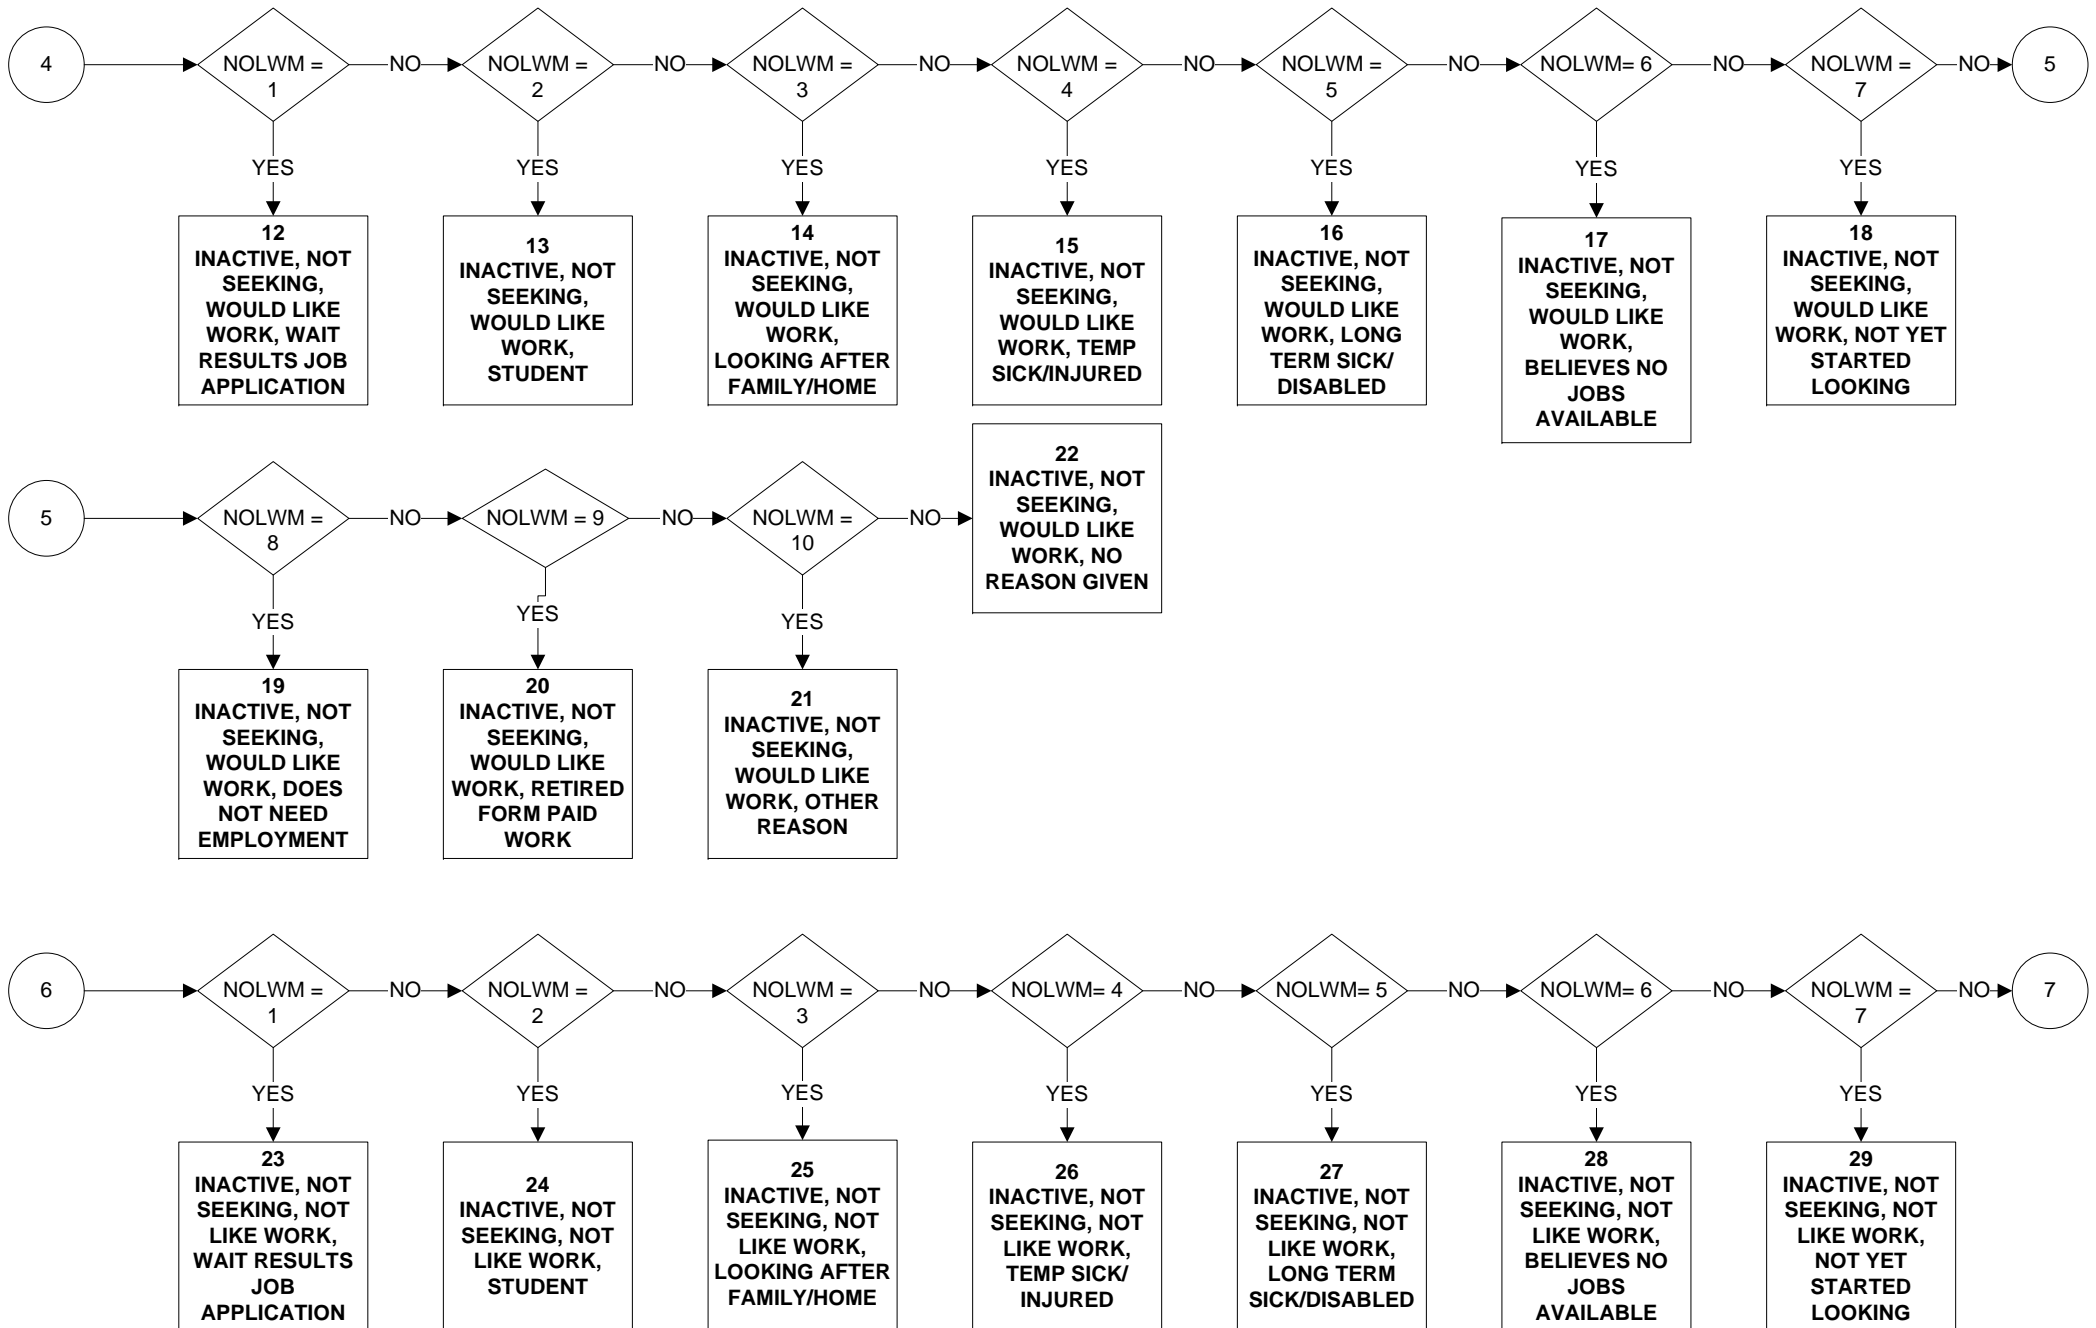 4
NOLWM =
1
NO
NOLWM =
2
NO
NOLWM =
3
NO
NOLWM =
4
NO
NOLWM =
5
NO
NOLWM= 6
NO
NOLWM =
7
NO
5
YES
YES
YES
YES
YES
YES
YES
12
INACTIVE, NOT
SEEKING,
WOULD LIKE
WORK, WAIT
RESULTS JOB
APPLICATION
13
INACTIVE, NOT
SEEKING,
WOULD LIKE
WORK,
STUDENT
14
INACTIVE, NOT
SEEKING,
WOULD LIKE
WORK,
LOOKING AFTER
FAMILY/HOME
15
INACTIVE, NOT
SEEKING,
WOULD LIKE
WORK, TEMP
SICK/INJURED
16
INACTIVE, NOT
SEEKING,
WOULD LIKE
WORK, LONG
TERM SICK/
DISABLED
17
INACTIVE, NOT
SEEKING,
WOULD LIKE
WORK,
BELIEVES NO
JOBS
AVAILABLE
18
INACTIVE, NOT
SEEKING,
WOULD LIKE
WORK, NOT YET
STARTED
LOOKING
5
NOLWM =
8
NO
NOLWM = 9
NO
NOLWM =
10
NO
22
INACTIVE, NOT
SEEKING,
WOULD LIKE
WORK, NO
REASON GIVEN
YES
YES
YES
19
INACTIVE, NOT
SEEKING,
WOULD LIKE
WORK, DOES
NOT NEED
EMPLOYMENT
20
INACTIVE, NOT
SEEKING,
WOULD LIKE
WORK, RETIRED
FORM PAID
WORK
21
INACTIVE, NOT
SEEKING,
WOULD LIKE
WORK, OTHER
REASON
6
NOLWM =
1
NO
NOLWM =
2
NO
NOLWM =
3
NO
NOLWM= 4
NO
NOLWM= 5
NO
NOLWM= 6
NO
NOLWM =
7
NO
7
YES
YES
YES
YES
YES
YES
YES
23
INACTIVE, NOT
SEEKING, NOT
LIKE WORK,
WAIT RESULTS
JOB
APPLICATION
24
INACTIVE, NOT
SEEKING, NOT
LIKE WORK,
STUDENT
25
INACTIVE, NOT
SEEKING, NOT
LIKE WORK,
LOOKING AFTER
FAMILY/HOME
26
INACTIVE, NOT
SEEKING, NOT
LIKE WORK,
TEMP SICK/
INJURED
27
INACTIVE, NOT
SEEKING, NOT
LIKE WORK,
LONG TERM
SICK/DISABLED
28
INACTIVE, NOT
SEEKING, NOT
LIKE WORK,
BELIEVES NO
JOBS
AVAILABLE
29
INACTIVE, NOT
SEEKING, NOT
LIKE WORK,
NOT YET
STARTED
LOOKING